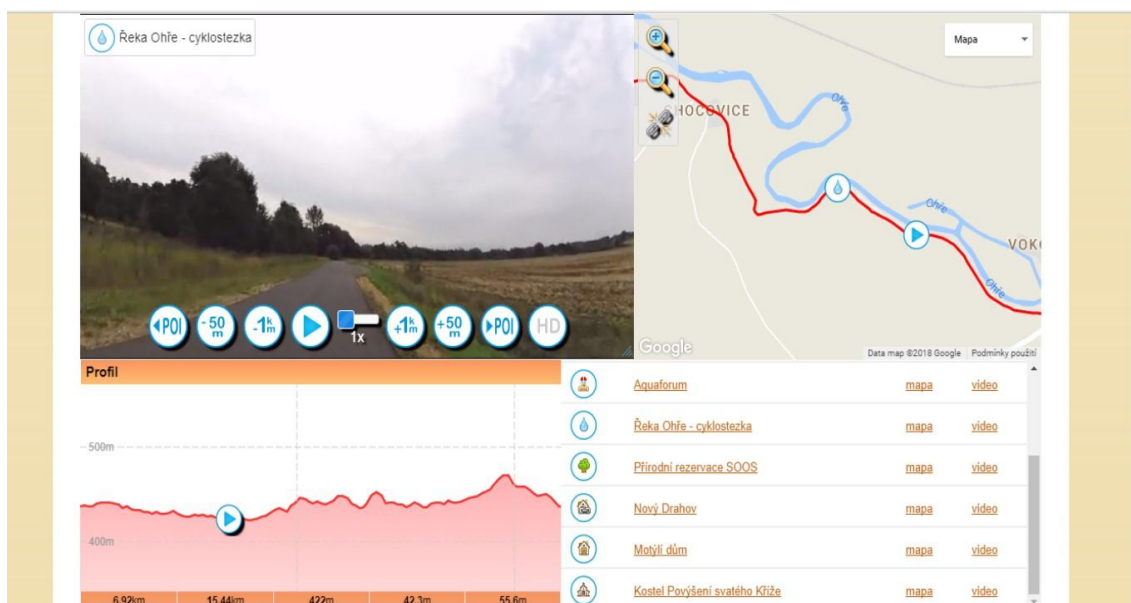 Řeka Ohře - cyklostezka
◄POI
-50 m
-1 km
1x
+1 km
+50 m
►POI
HD
Mapa
CHOCOVICE
Ohře
Ohře
Ohře
Google
Data map ©2018 Google
Podmínky použití
Profil
500m
400m
6.92km 15.44km 422m 42.3m 55.6m
Aquaforum mapa video
Řeka Ohře - cyklostezka mapa video
Přírodní rezervace SOOS mapa video
Nový Drahov mapa video
Motýlí dům mapa video
Kostel Povýšení svatého Kříže mapa video